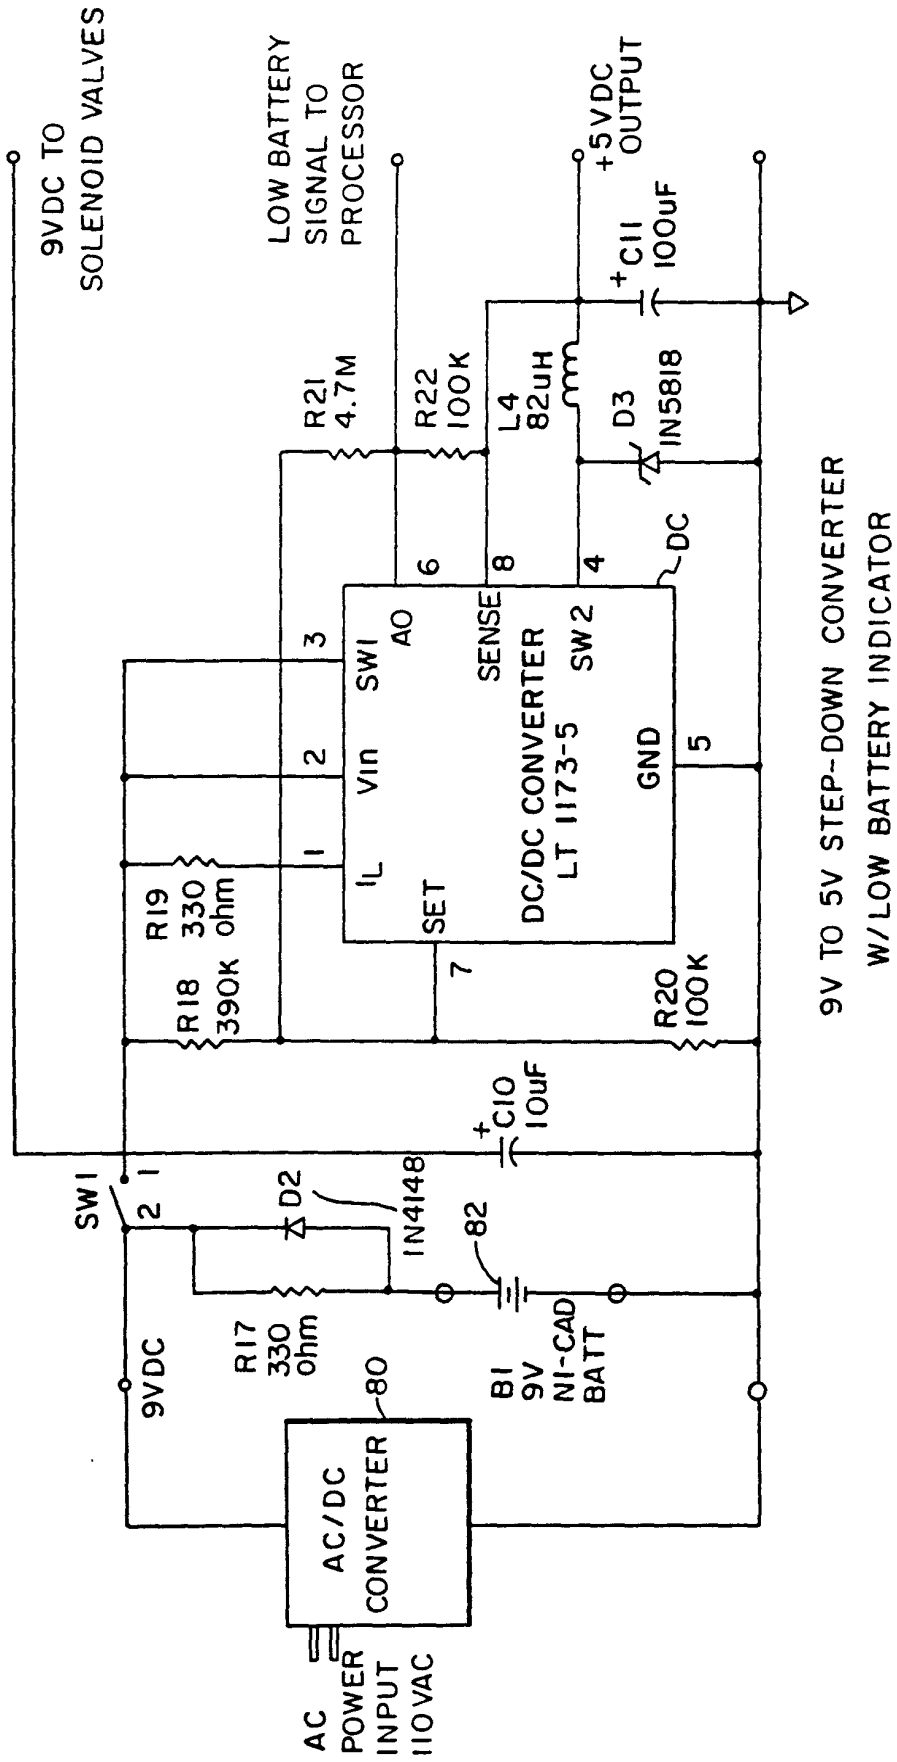 9VDC TO
SOLENOID VALVES
LOW BATTERY
SIGNAL TO
PROCESSOR
+5VDC
OUTPUT
SW1
2
1
9VDC
R17
330
ohm
D2
1N4148
AC
POWER
INPUT
110VAC
AC/DC
CONVERTER
80
B1
9V
NI-CAD
BATT
82
+
C10
10uF
R18
390K
R19
330
ohm
R20
100K
R21
4.7M
R22
100K
1
2
3
IL
Vin
SW1
SET
7
AO
6
SENSE
8
SW2
4
DC/DC CONVERTER
LT 1173-5
GND
5
DC
L4
82uH
D3
1N5818
+
C11
100uF
9V TO 5V STEP-DOWN CONVERTER
W/LOW BATTERY INDICATOR